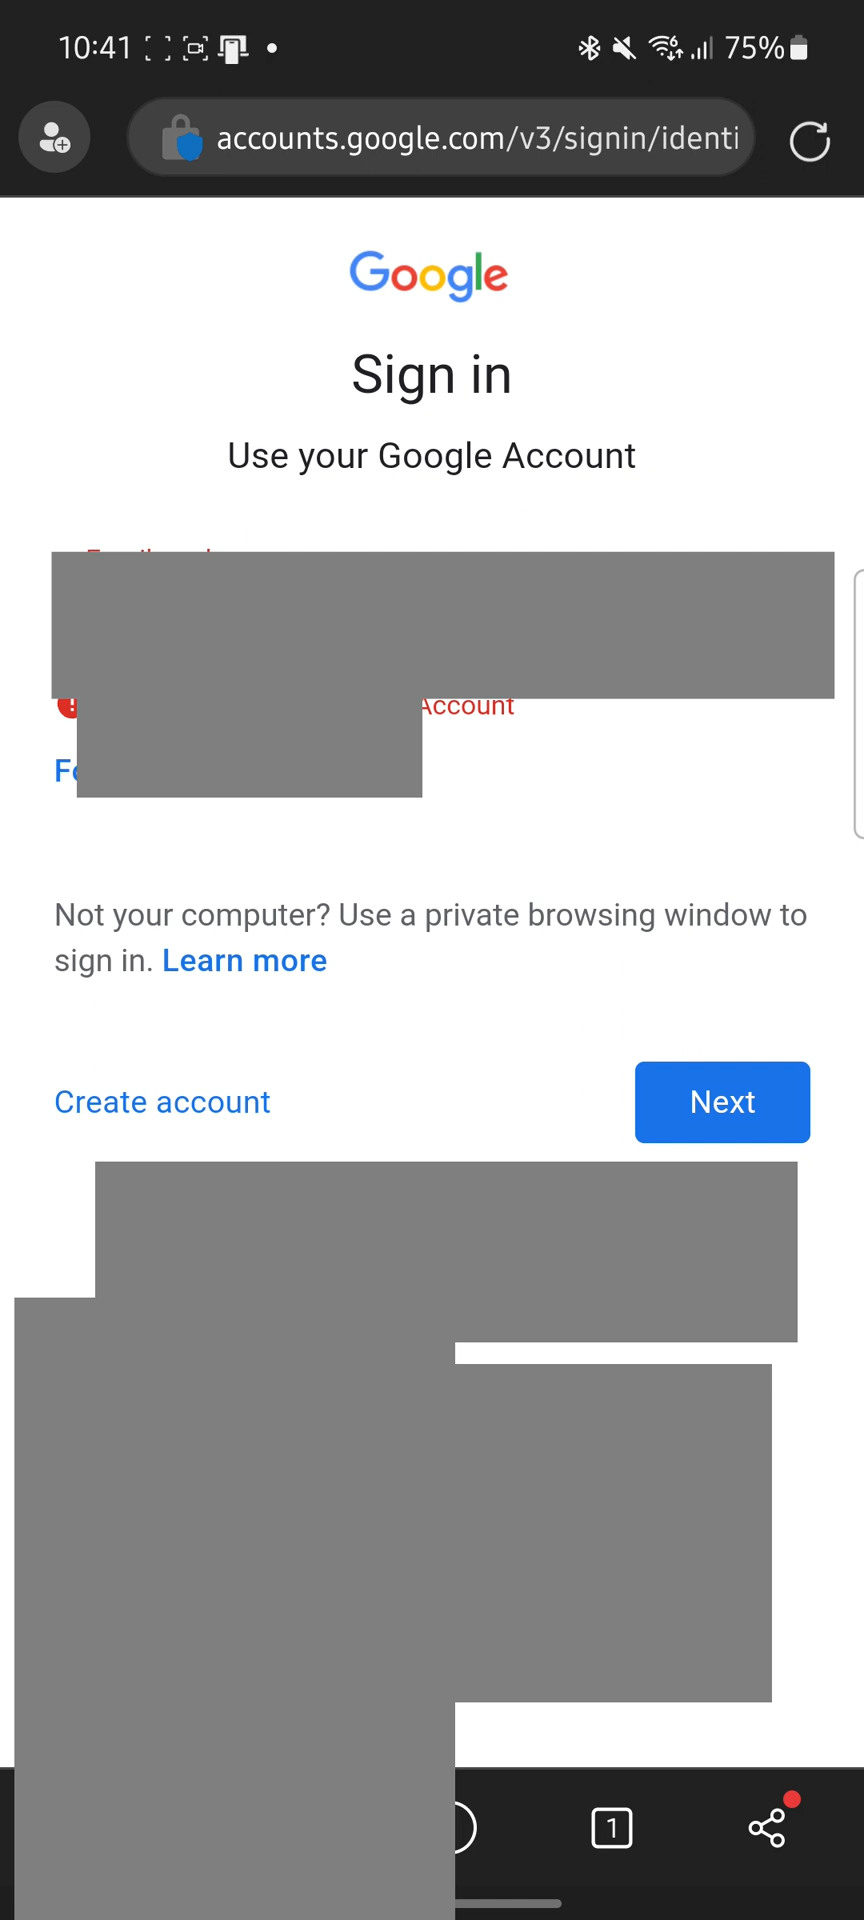 10:41
75%
accounts.google.com/v3/signin/identi
Google
Sign in
Use your Google Account
Account
Not your computer? Use a private browsing window to
sign in. Learn more
Create account
Next
1